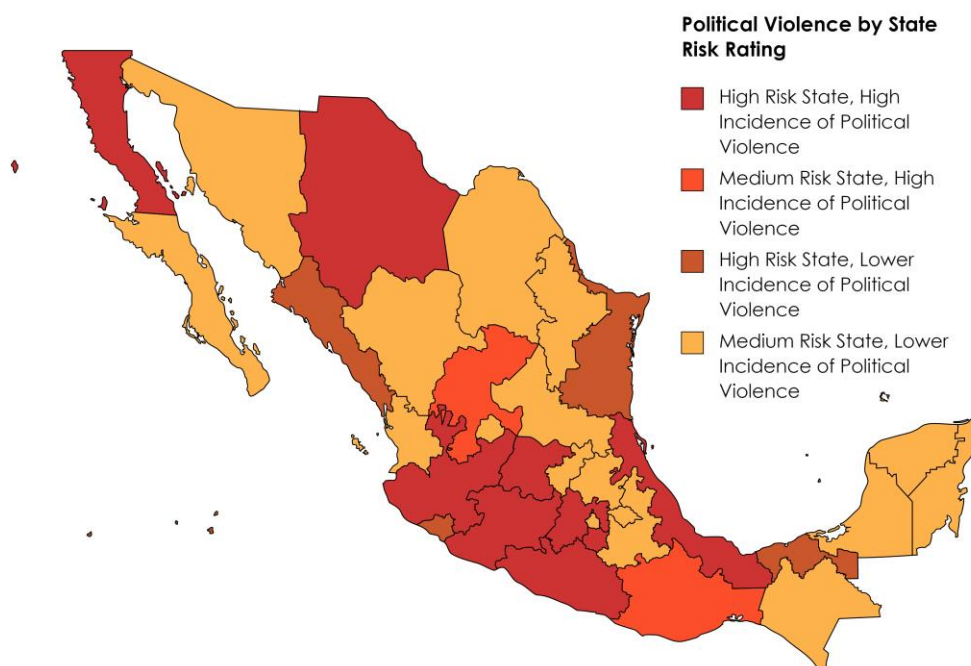 Political Violence by State
Risk Rating
High Risk State, High
Incidence of Political
Violence
Medium Risk State, High
Incidence of Political
Violence
High Risk State, Lower
Incidence of Political
Violence
Medium Risk State, Lower
Incidence of Political
Violence